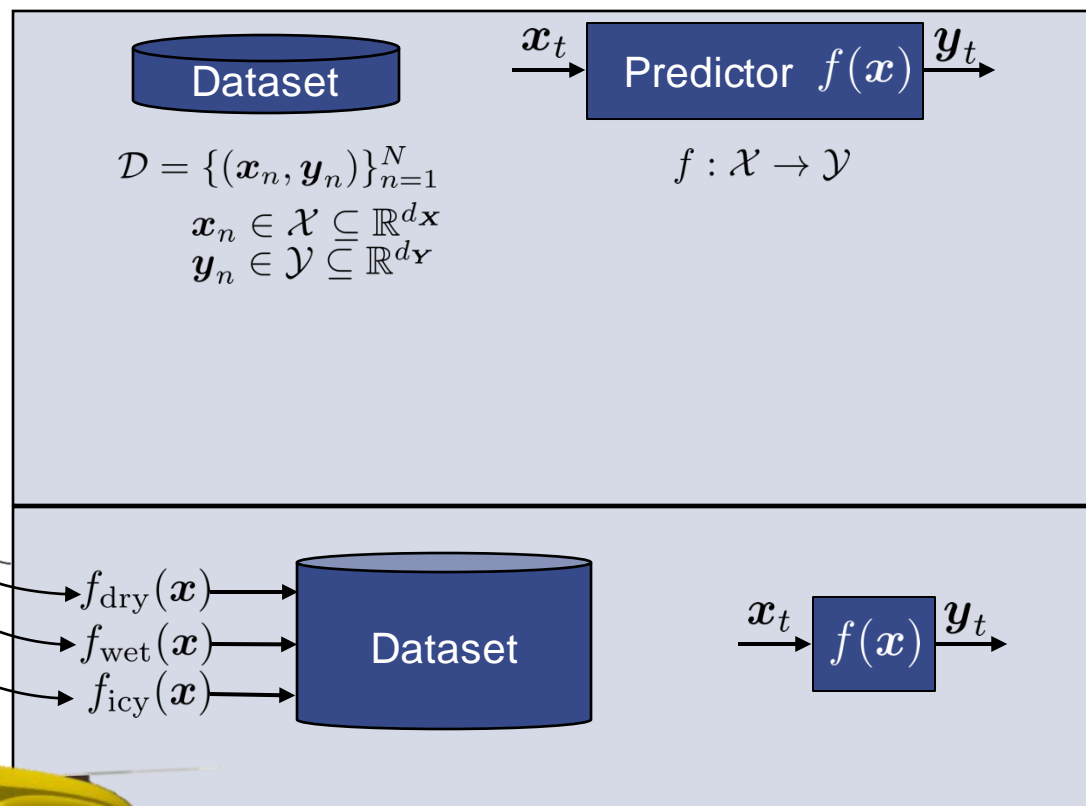 Dataset
𝒙_t Predictor f(𝒙) 𝒚_t
𝒟 = {(𝒙_n, 𝒚_n)}_{n=1}^N
f : 𝒳 → 𝒴
𝒙_n ∈ 𝒳 ⊆ ℝ^{d_𝑿}
𝒚_n ∈ 𝒴 ⊆ ℝ^{d_𝒀}
f_dry(𝒙)
f_wet(𝒙)
f_icy(𝒙)
Dataset
𝒙_t f(𝒙) 𝒚_t